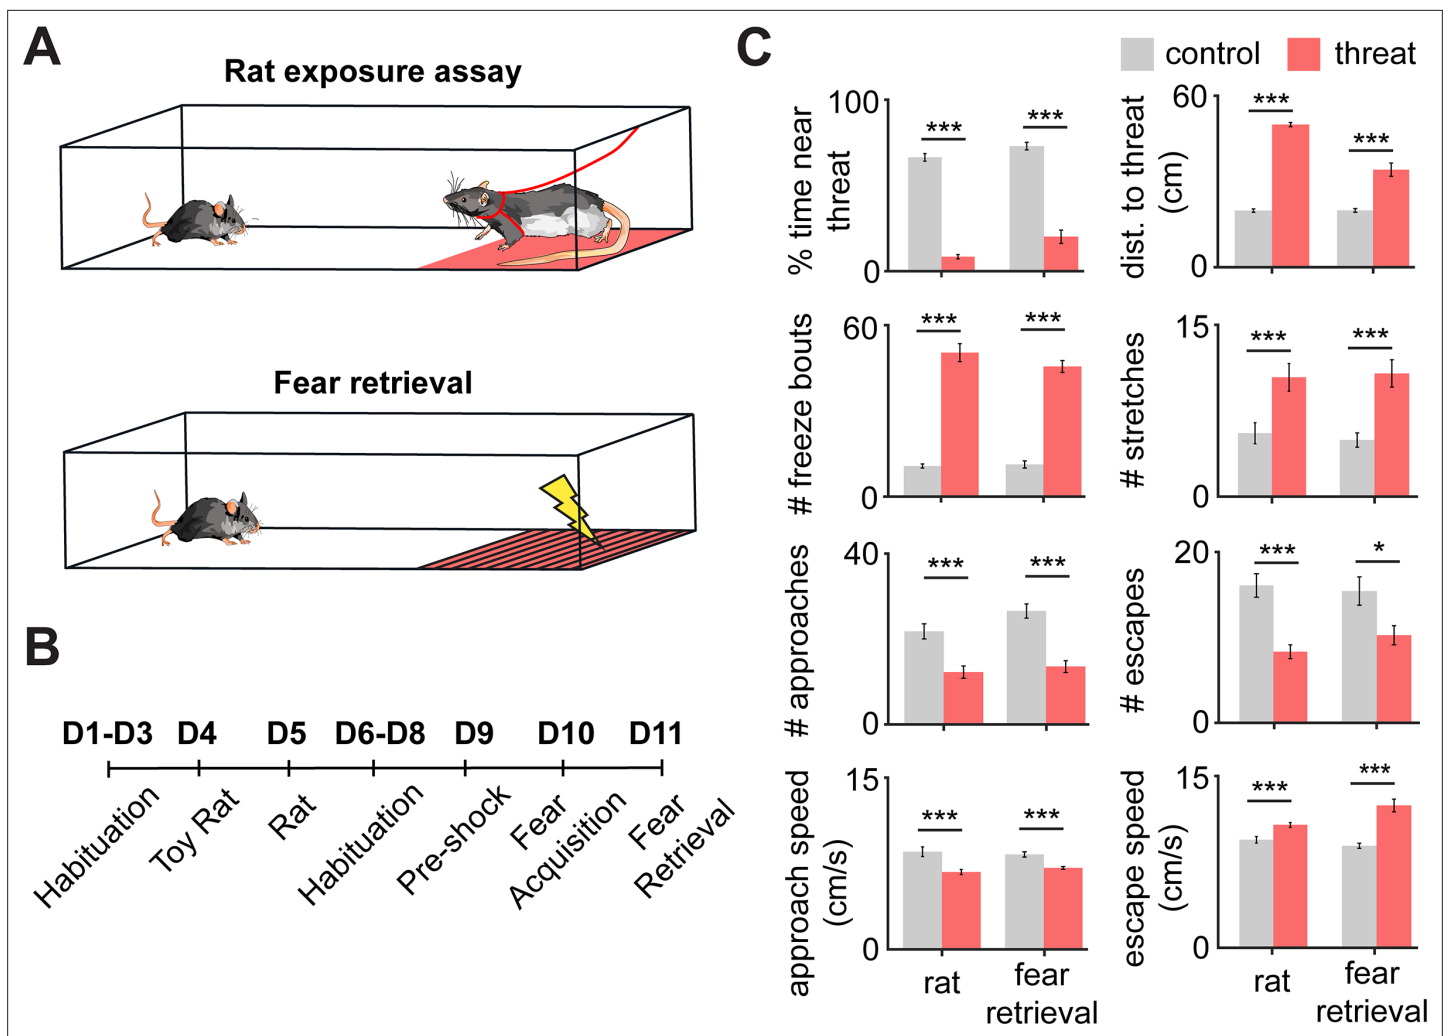 A
Rat exposure assay
Fear retrieval
B
D1-D3 D4 D5 D6-D8 D9 D10 D11
Habituation
Toy Rat
Rat
Habituation
Pre-shock
Fear
Acquisition
Fear
Retrieval
C
control threat
% time near
threat
100
0
***
***
dist. to threat
(cm)
60
0
***
***
# freeze bouts
60
0
***
***
# stretches
15
0
***
***
# approaches
40
0
***
***
# escapes
20
0
***
*
approach speed
(cm/s)
15
0
***
***
rat
fear
retrieval
escape speed
(cm/s)
15
0
***
***
rat
fear
retrieval